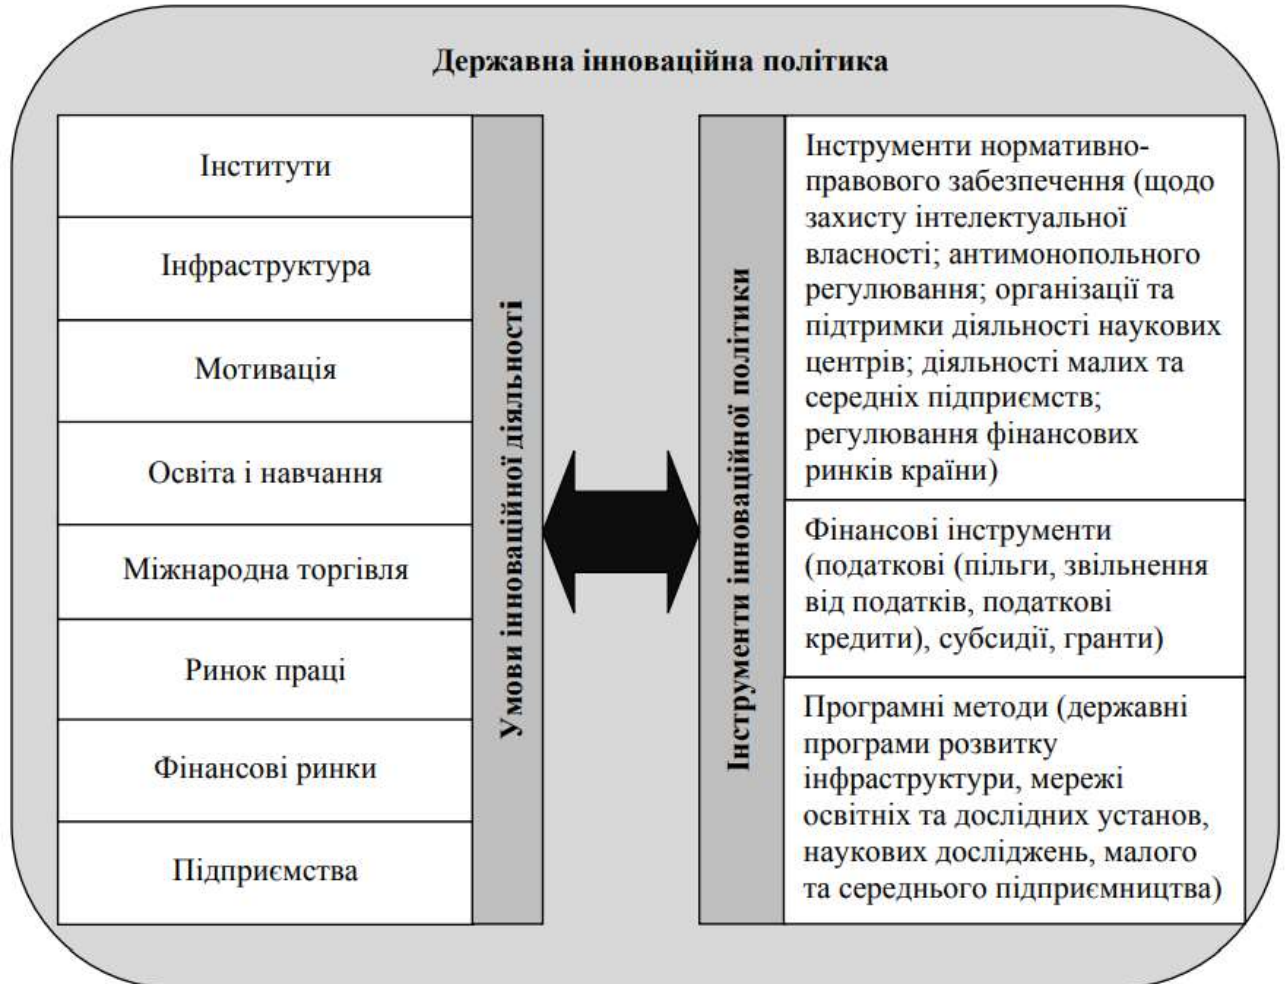 Державна інноваційна політика
Інститути
Інфраструктура
Мотивація
Освіта і навчання
Міжнародна торгівля
Ринок праці
Фінансові ринки
Підприємства
Умови інноваційної діяльності
Інструменти інноваційної політики
Інструменти нормативно-
правового забезпечення (щодо
захисту інтелектуальної
власності; антимонопольного
регулювання; організації та
підтримки діяльності наукових
центрів; діяльності малих та
середніх підприємств;
регулювання фінансових
ринків країни)
Фінансові інструменти
(податкові (пільги, звільнення
від податків, податкові
кредити), субсидії, гранти)
Програмні методи (державні
програми розвитку
інфраструктури, мережі
освітніх та дослідних установ,
наукових досліджень, малого
та середнього підприємництва)